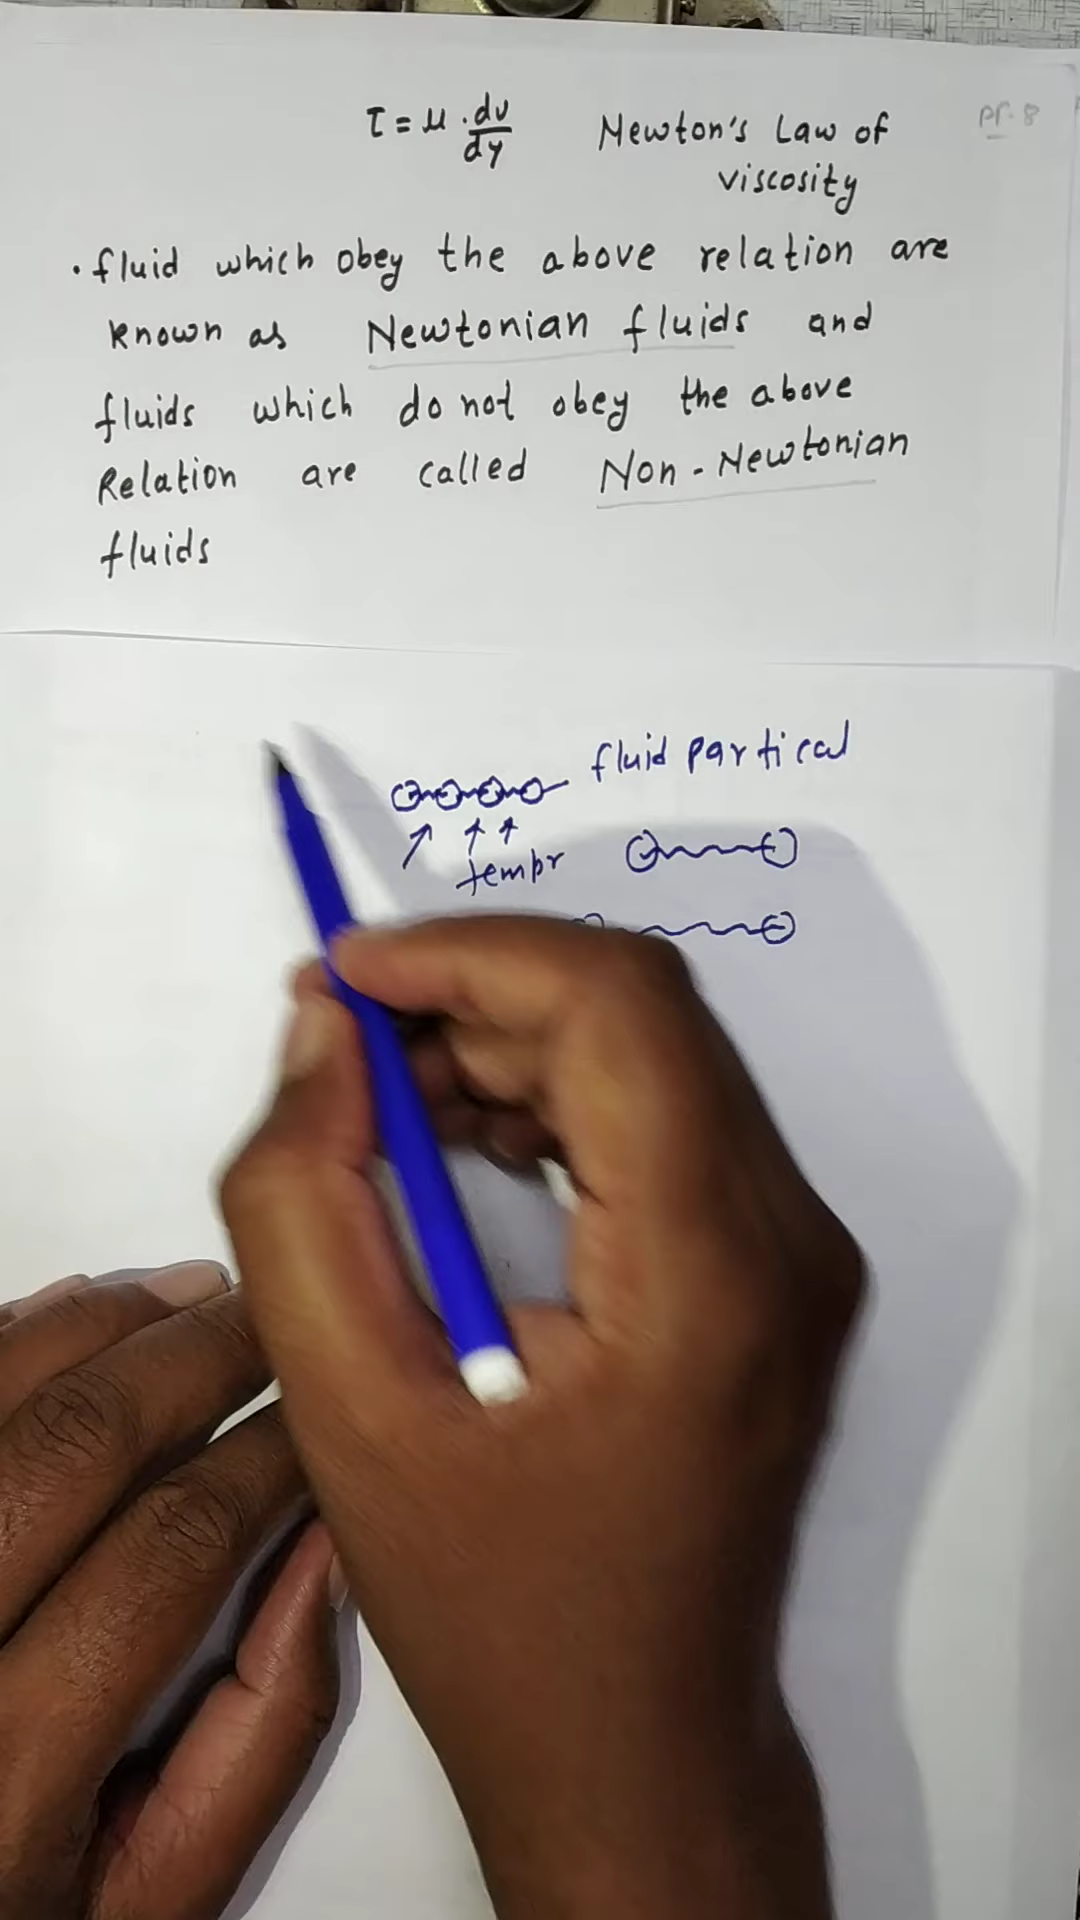 τ = μ . du/dy Newton's Law of viscosity
pr. 8
. fluid which obey the above relation are
known as Newtonian fluids and
fluids which do not obey the above
Relation are called Non - Newtonian
fluids
fluid partical
tempr